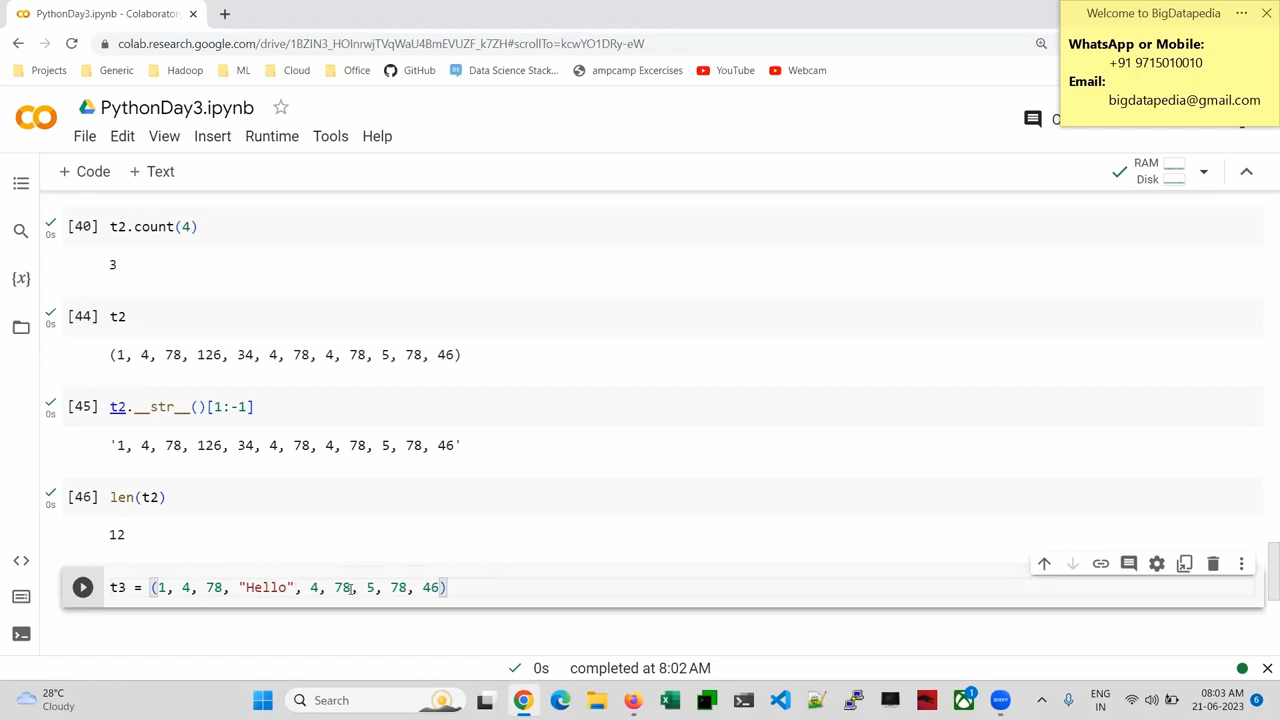 PythonDay3.ipynb - Colaborator
Welcome to BigDatapedia
WhatsApp or Mobile:
+91 9715010010
Email:
bigdatapedia@gmail.com
colab.research.google.com/drive/1BZIN3_HOInrwjTVqWaU4BmEVUZF_k7ZH#scrollTo=kcwYO1DRy-eW
Projects Generic Hadoop ML Cloud Office GitHub Data Science Stack... ampcamp Excercises YouTube Webcam
PythonDay3.ipynb
File Edit View Insert Runtime Tools Help
+ Code + Text
RAM
Disk
[40] t2.count(4)
0s
3
[44] t2
0s
(1, 4, 78, 126, 34, 4, 78, 4, 78, 5, 78, 46)
[45] t2.__str__()[1:-1]
0s
'1, 4, 78, 126, 34, 4, 78, 4, 78, 5, 78, 46'
[46] len(t2)
0s
12
t3 = (1, 4, 78, "Hello", 4, 78, 5, 78, 46)
0s completed at 8:02 AM
28°C
Cloudy
Search
1
ENG
IN
08:03 AM
21-06-2023
6